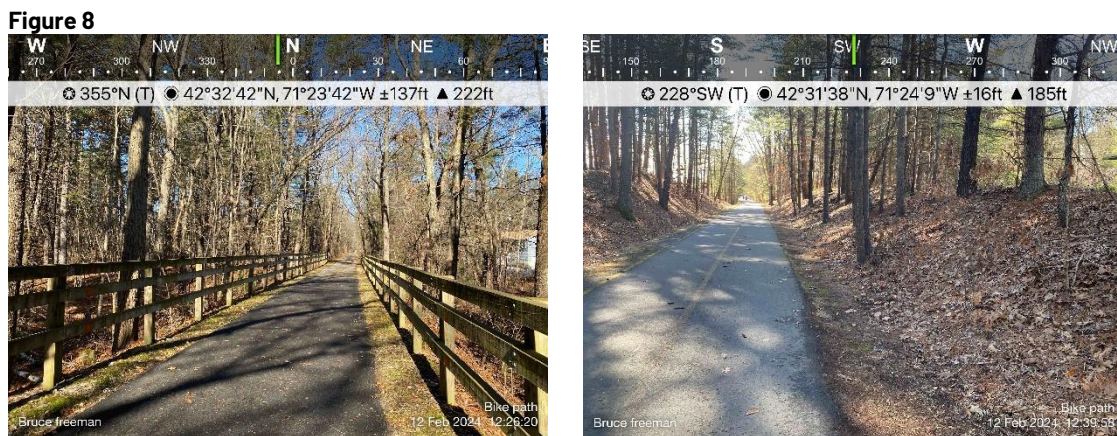 Figure 8
W NW N NE E
270 300 330 0 30 60
355°N (T) 42°32'42"N, 71°23'42"W ±137ft ▲ 222ft
Bike path
Bruce freeman 12 Feb 2024, 12:26:20
SE S SW W NW
150 180 210 240 270 300
228°SW (T) 42°31'38"N, 71°24'9"W ±16ft ▲ 185ft
Bike path
Bruce freeman 12 Feb 2024, 12:39:55